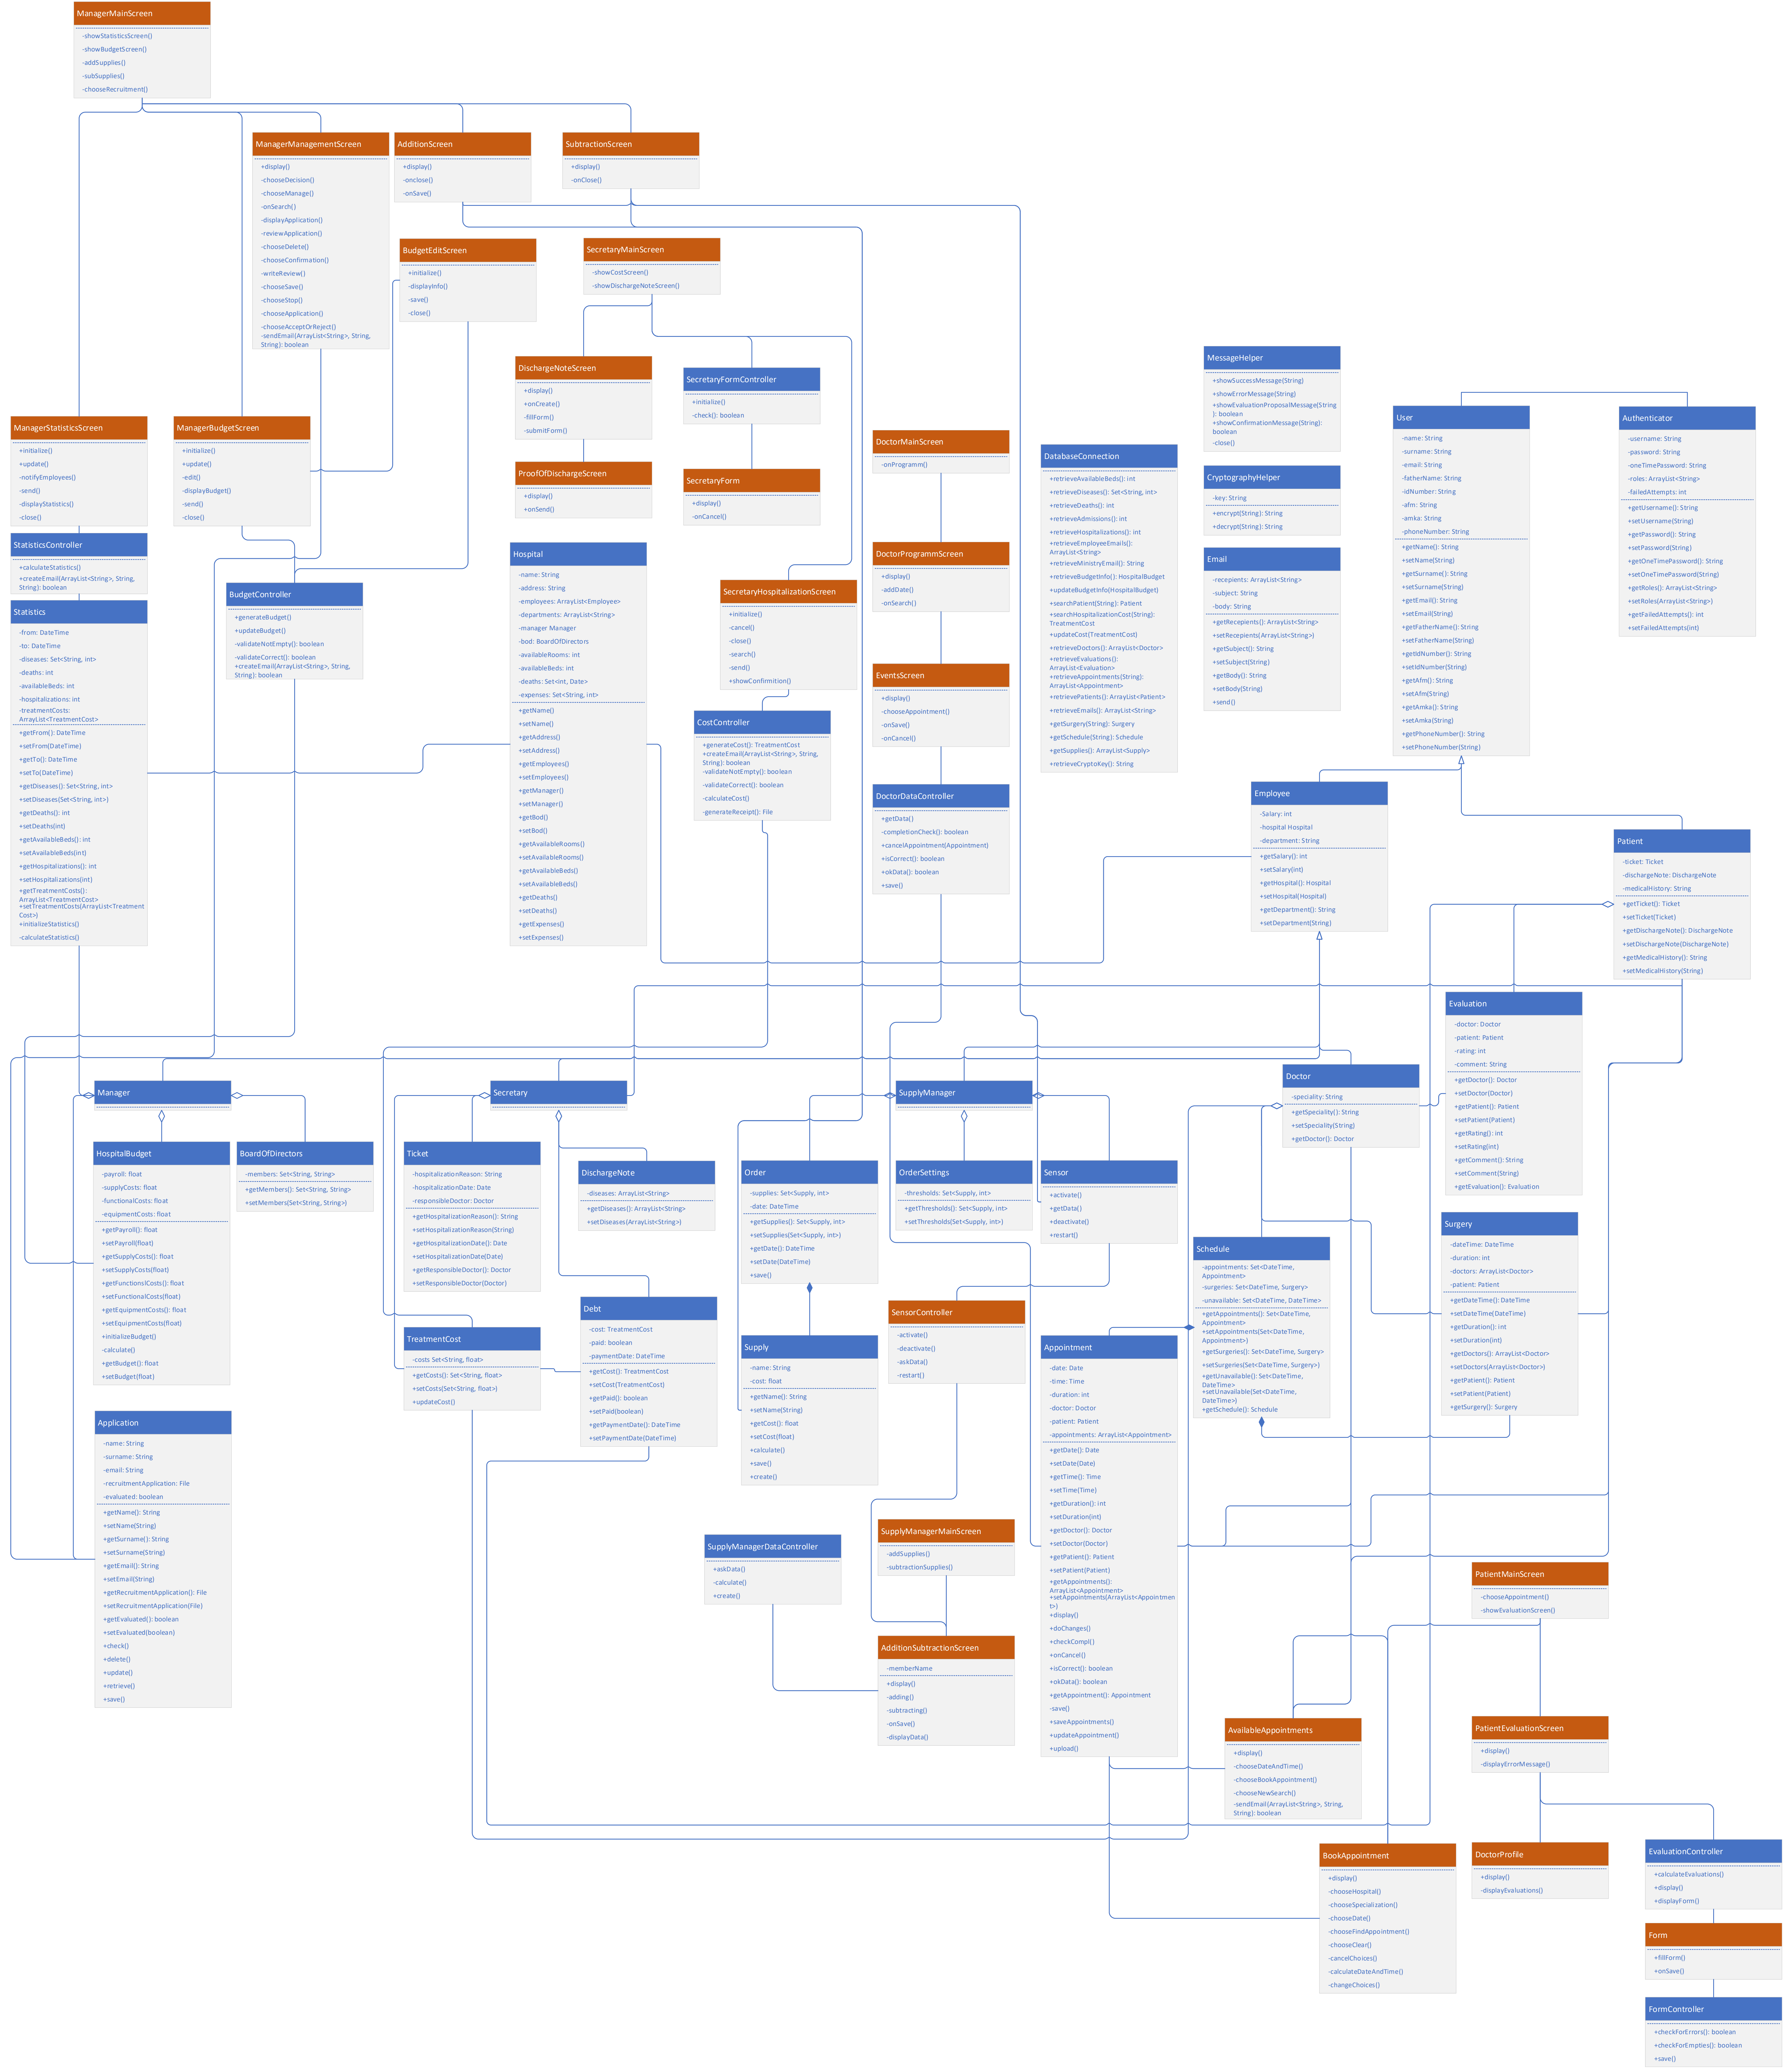 ManagerMainScreen
-showStatisticsScreen()
-showBudgetScreen()
-addSupplies()
-subSupplies()
-chooseRecruitment()
ManagerManagementScreen
+display()
-chooseDecision()
-chooseManage()
-onSearch()
-displayApplication()
-reviewApplication()
-chooseDelete()
-chooseConfirmation()
-writeReview()
-chooseSave()
-chooseStop()
-chooseApplication()
-chooseAcceptOrReject()
-sendEmail(ArrayList<String>, String,
String): boolean
AdditionScreen
+display()
-onclose()
-onSave()
SubtractionScreen
+display()
-onClose()
BudgetEditScreen
+initialize()
-displayInfo()
-save()
-close()
SecretaryMainScreen
-showCostScreen()
-showDischargeNoteScreen()
DischargeNoteScreen
+display()
+onCreate()
-fillForm()
-submitForm()
SecretaryFormController
+initialize()
-check(): boolean
ProofOfDischargeScreen
+display()
+onSend()
SecretaryForm
+display()
-onCancel()
ManagerStatisticsScreen
+initialize()
+update()
-notifyEmployees()
-send()
-displayStatistics()
-close()
ManagerBudgetScreen
+initialize()
+update()
-edit()
-displayBudget()
-send()
-close()
StatisticsController
+calculateStatistics()
+createEmail(ArrayList<String>, String,
String): boolean
BudgetController
+generateBudget()
+updateBudget()
-validateNotEmpty(): boolean
-validateCorrect(): boolean
+createEmail(ArrayList<String>, String,
String): boolean
Statistics
-from: DateTime
-to: DateTime
-diseases: Set<String, int>
-deaths: int
-availableBeds: int
-hospitalizations: int
-treatmentCosts:
ArrayList<TreatmentCost>
+getFrom(): DateTime
+setFrom(DateTime)
+getTo(): DateTime
+setTo(DateTime)
+getDiseases(): Set<String, int>
+setDiseases(Set<String, int>)
+getDeaths(): int
+setDeaths(int)
+getAvailableBeds(): int
+setAvailableBeds(int)
+getHospitalizations(): int
+setHospitalizations(int)
+getTreatmentCosts():
ArrayList<TreatmentCost>
+setTreatmentCosts(ArrayList<Treatment
Cost>)
+initializeStatistics()
-calculateStatistics()
Hospital
-name: String
-address: String
-employees: ArrayList<Employee>
-departments: ArrayList<String>
-manager Manager
-bod: BoardOfDirectors
-availableRooms: int
-availableBeds: int
-deaths: Set<int, Date>
-expenses: Set<String, int>
+getName()
+setName()
+getAddress()
+setAddress()
+getEmployees()
+setEmployees()
+getManager()
+setManager()
+getBod()
+setBod()
+getAvailableRooms()
+setAvailableRooms()
+getAvailableBeds()
+setAvailableBeds()
+getDeaths()
+setDeaths()
+getExpenses()
+setExpenses()
SecretaryHospitalizationScreen
+initialize()
-cancel()
-close()
-search()
-send()
+showConfirmition()
CostController
+generateCost(): TreatmentCost
+createEmail(ArrayList<String>, String,
String): boolean
-validateNotEmpty(): boolean
-validateCorrect(): boolean
-calculateCost()
-generateReceipt(): File
DoctorMainScreen
-onProgramm()
DoctorProgrammScreen
+display()
-addDate()
-onSearch()
EventsScreen
+display()
-chooseAppointment()
-onSave()
-onCancel()
DoctorDataController
+getData()
-completionCheck(): boolean
+cancelAppointment(Appointment)
+isCorrect(): boolean
+okData(): boolean
+save()
DatabaseConnection
+retrieveAvailableBeds(): int
+retrieveDiseases(): Set<String, int>
+retrieveDeaths(): int
+retrieveAdmissions(): int
+retrieveHospitalizations(): int
+retrieveEmployeeEmails():
ArrayList<String>
+retrieveMinistryEmail(): String
+retrieveBudgetInfo(): HospitalBudget
+updateBudgetInfo(HospitalBudget)
+searchPatient(String): Patient
+searchHospitalizationCost(String):
TreatmentCost
+updateCost(TreatmentCost)
+retrieveDoctors(): ArrayList<Doctor>
+retrieveEvaluations():
ArrayList<Evaluation>
+retrieveAppointments(String):
ArrayList<Appointment>
+retrievePatients(): ArrayList<Patient>
+retrieveEmails(): ArrayList<String>
+getSurgery(String): Surgery
+getSchedule(String): Schedule
+getSupplies(): ArrayList<Supply>
+retrieveCryptoKey(): String
MessageHelper
+showSuccessMessage(String)
+showErrorMessage(String)
+showEvaluationProposalMessage(String
): boolean
+showConfirmationMessage(String):
boolean
-close()
CryptographyHelper
-key: String
+encrypt(String): String
+decrypt(String): String
Email
-recepients: ArrayList<String>
-subject: String
-body: String
+getRecepients(): ArrayList<String>
+setRecepients(ArrayList<String>)
+getSubject(): String
+setSubject(String)
+getBody(): String
+setBody(String)
+send()
User
-name: String
-surname: String
-email: String
-fatherName: String
-idNumber: String
-afm: String
-amka: String
-phoneNumber: String
+getName(): String
+setName(String)
+getSurname(): String
+setSurname(String)
+getEmail(): String
+setEmail(String)
+getFatherName(): String
+setFatherName(String)
+getIdNumber(): String
+setIdNumber(String)
+getAfm(): String
+setAfm(String)
+getAmka(): String
+setAmka(String)
+getPhoneNumber(): String
+setPhoneNumber(String)
Authenticator
-username: String
-password: String
-oneTimePassword: String
-roles: ArrayList<String>
-failedAttempts: int
+getUsername(): String
+setUsername(String)
+getPassword(): String
+setPassword(String)
+getOneTimePassword(): String
+setOneTimePassword(String)
+getRoles(): ArrayList<String>
+setRoles(ArrayList<String>)
+getFailedAttempts(): int
+setFailedAttempts(int)
Employee
-Salary: int
-hospital Hospital
-department: String
+getSalary(): int
+setSalary(int)
+getHospital(): Hospital
+setHospital(Hospital)
+getDepartment(): String
+setDepartment(String)
Patient
-ticket: Ticket
-dischargeNote: DischargeNote
-medicalHistory: String
+getTicket(): Ticket
+setTicket(Ticket)
+getDischargeNote(): DischargeNote
+setDischargeNote(DischargeNote)
+getMedicalHistory(): String
+setMedicalHistory(String)
Evaluation
-doctor: Doctor
-patient: Patient
-rating: int
-comment: String
+getDoctor(): Doctor
+setDoctor(Doctor)
+getPatient(): Patient
+setPatient(Patient)
+getRating(): int
+setRating(int)
+getComment(): String
+setComment(String)
+getEvaluation(): Evaluation
Manager
Secretary
SupplyManager
Doctor
-speciality: String
+getSpeciality(): String
+setSpeciality(String)
+getDoctor(): Doctor
HospitalBudget
-payroll: float
-supplyCosts: float
-functionalCosts: float
-equipmentCosts: float
+getPayroll(): float
+setPayroll(float)
+getSupplyCosts(): float
+setSupplyCosts(float)
+getFunctionslCosts(): float
+setFunctionalCosts(float)
+getEquipmentCosts(): float
+setEquipmentCosts(float)
+initializeBudget()
-calculate()
+getBudget(): float
+setBudget(float)
BoardOfDirectors
-members: Set<String, String>
+getMembers(): Set<String, String>
+setMembers(Set<String, String>)
Ticket
-hospitalizationReason: String
-hospitalizationDate: Date
-responsibleDoctor: Doctor
+getHospitalizationReason(): String
+setHospitalizationReason(String)
+getHospitalizationDate(): Date
+setHospitalizationDate(Date)
+getResponsibleDoctor(): Doctor
+setResponsibleDoctor(Doctor)
DischargeNote
-diseases: ArrayList<String>
+getDiseases(): ArrayList<String>
+setDiseases(ArrayList<String>)
Order
-supplies: Set<Supply, int>
-date: DateTime
+getSupplies(): Set<Supply, int>
+setSupplies(Set<Supply, int>)
+getDate(): DateTime
+setDate(DateTime)
+save()
OrderSettings
-thresholds: Set<Supply, int>
+getThresholds(): Set<Supply, int>
+setThresholds(Set<Supply, int>)
Sensor
+activate()
+getData()
+deactivate()
+restart()
Schedule
-appointments: Set<DateTime,
Appointment>
-surgeries: Set<DateTime, Surgery>
-unavailable: Set<DateTime, DateTime>
+getAppointments(): Set<DateTime,
Appointment>
+setAppointments(Set<DateTime,
Appointment>)
+getSurgeries(): Set<DateTime, Surgery>
+setSurgeries(Set<DateTime, Surgery>)
+getUnavailable(): Set<DateTime,
DateTime>
+setUnavailable(Set<DateTime,
DateTime>)
+getSchedule(): Schedule
Surgery
-dateTime: DateTime
-duration: int
-doctors: ArrayList<Doctor>
-patient: Patient
+getDateTime(): DateTime
+setDateTime(DateTime)
+getDuration(): int
+setDuration(int)
+getDoctors(): ArrayList<Doctor>
+setDoctors(ArrayList<Doctor>)
+getPatient(): Patient
+setPatient(Patient)
+getSurgery(): Surgery
Debt
-cost: TreatmentCost
-paid: boolean
-paymentDate: DateTime
+getCost(): TreatmentCost
+setCost(TreatmentCost)
+getPaid(): boolean
+setPaid(boolean)
+getPaymentDate(): DateTime
+setPaymentDate(DateTime)
TreatmentCost
-costs Set<String, float>
+getCosts(): Set<String, float>
+setCosts(Set<String, float>)
+updateCost()
Supply
-name: String
-cost: float
+getName(): String
+setName(String)
+getCost(): float
+setCost(float)
+calculate()
+save()
+create()
SensorController
-activate()
-deactivate()
-askData()
-restart()
Appointment
-date: Date
-time: Time
-duration: int
-doctor: Doctor
-patient: Patient
-appointments: ArrayList<Appointment>
+getDate(): Date
+setDate(Date)
+getTime(): Time
+setTime(Time)
+getDuration(): int
+setDuration(int)
+getDoctor(): Doctor
+setDoctor(Doctor)
+getPatient(): Patient
+setPatient(Patient)
+getAppointments():
ArrayList<Appointment>
+setAppointments(ArrayList<Appointmen
t>)
+display()
+doChanges()
+checkCompl()
+onCancel()
+isCorrect(): boolean
+okData(): boolean
+getAppointment(): Appointment
-save()
+saveAppointments()
+updateAppointment()
+upload()
Application
-name: String
-surname: String
-email: String
-recruitmentApplication: File
-evaluated: boolean
+getName(): String
+setName(String)
+getSurname(): String
+setSurname(String)
+getEmail(): String
+setEmail(String)
+getRecruitmentApplication(): File
+setRecruitmentApplication(File)
+getEvaluated(): boolean
+setEvaluated(boolean)
+check()
+delete()
+update()
+retrieve()
+save()
SupplyManagerDataController
+askData()
-calculate()
+create()
SupplyManagerMainScreen
-addSupplies()
-subtractionSupplies()
AdditionSubtractionScreen
-memberName
+display()
-adding()
-subtracting()
-onSave()
-displayData()
PatientMainScreen
-chooseAppointment()
-showEvaluationScreen()
AvailableAppointments
+display()
-chooseDateAndTime()
-chooseBookAppointment()
-chooseNewSearch()
-sendEmail(ArrayList<String>, String,
String): boolean
PatientEvaluationScreen
+display()
-displayErrorMessage()
BookAppointment
+display()
-chooseHospital()
-chooseSpecialization()
-chooseDate()
-chooseFindAppointment()
-chooseClear()
-cancelChoices()
-calculateDateAndTime()
-changeChoices()
DoctorProfile
+display()
-displayEvaluations()
EvaluationController
+calculateEvaluations()
+display()
+displayForm()
Form
+fillForm()
+onSave()
FormController
+checkForErrors(): boolean
+checkForEmpties(): boolean
+save()